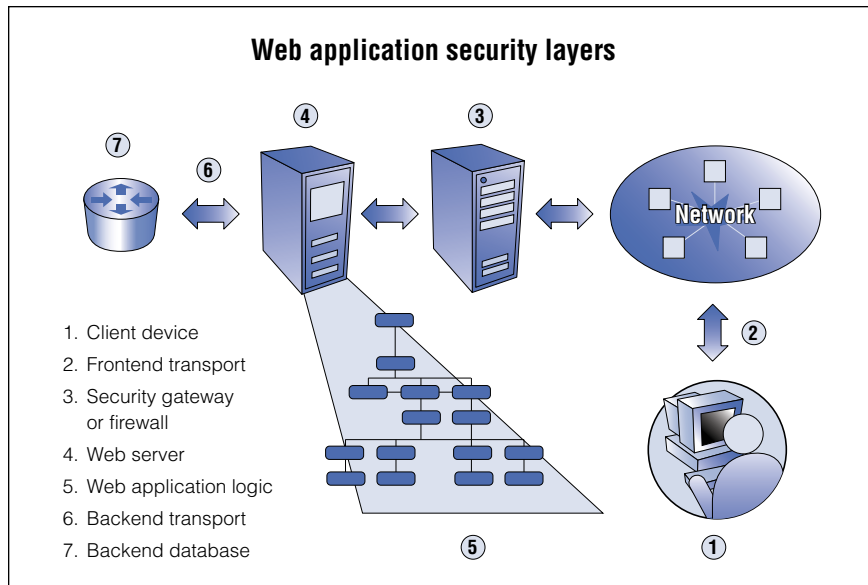 Web application security layers
4
3
7
6
Network
2
1. Client device
2. Frontend transport
3. Security gateway
or firewall
4. Web server
5. Web application logic
6. Backend transport
7. Backend database
5
1